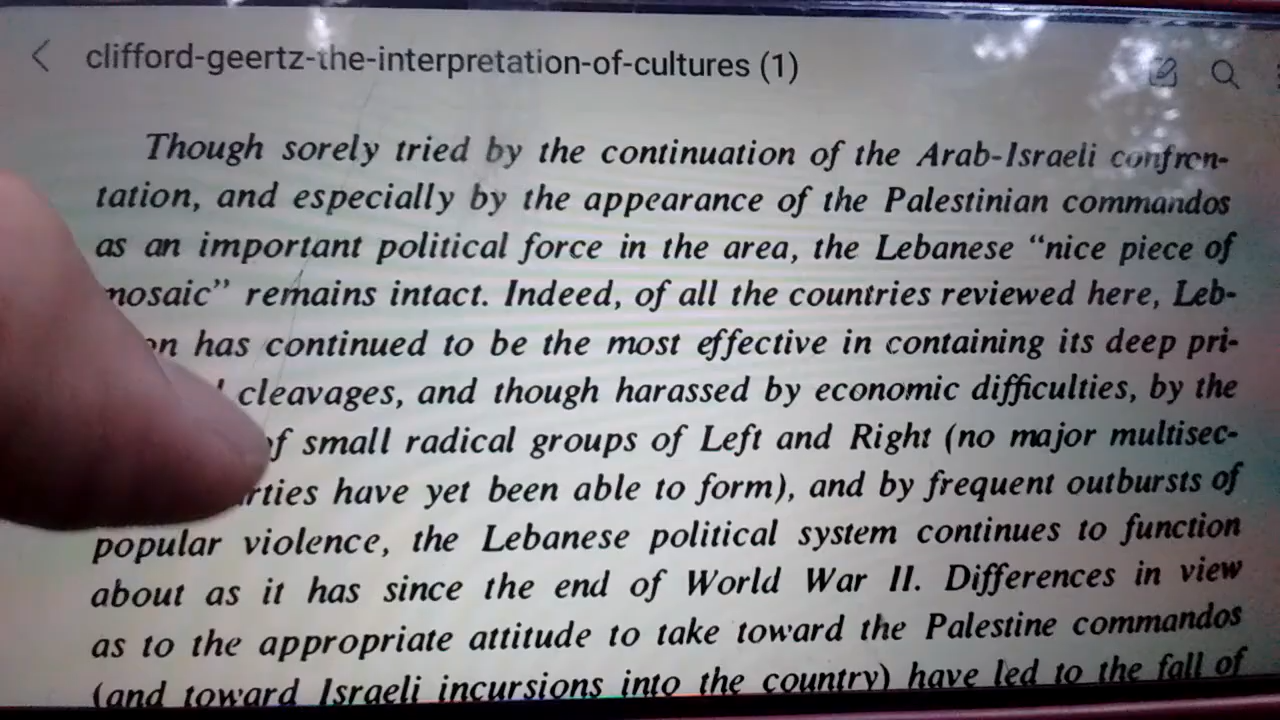 clifford-geertz-the-interpretation-of-cultures (1)
Though sorely tried by the continuation of the Arab-Israeli confron-
tation, and especially by the appearance of the Palestinian commandos
as an important political force in the area, the Lebanese “nice piece of
mosaic” remains intact. Indeed, of all the countries reviewed here, Leb-
has continued to be the most effective in containing its deep pri-
cleavages, and though harassed by economic difficulties, by the
of small radical groups of Left and Right (no major multisec-
have yet been able to form), and by frequent outbursts of
popular violence, the Lebanese political system continues to function
about as it has since the end of World War II. Differences in view
as to the appropriate attitude to take toward the Palestine commandos
(and toward Israeli incursions into the country) have led to the fall of